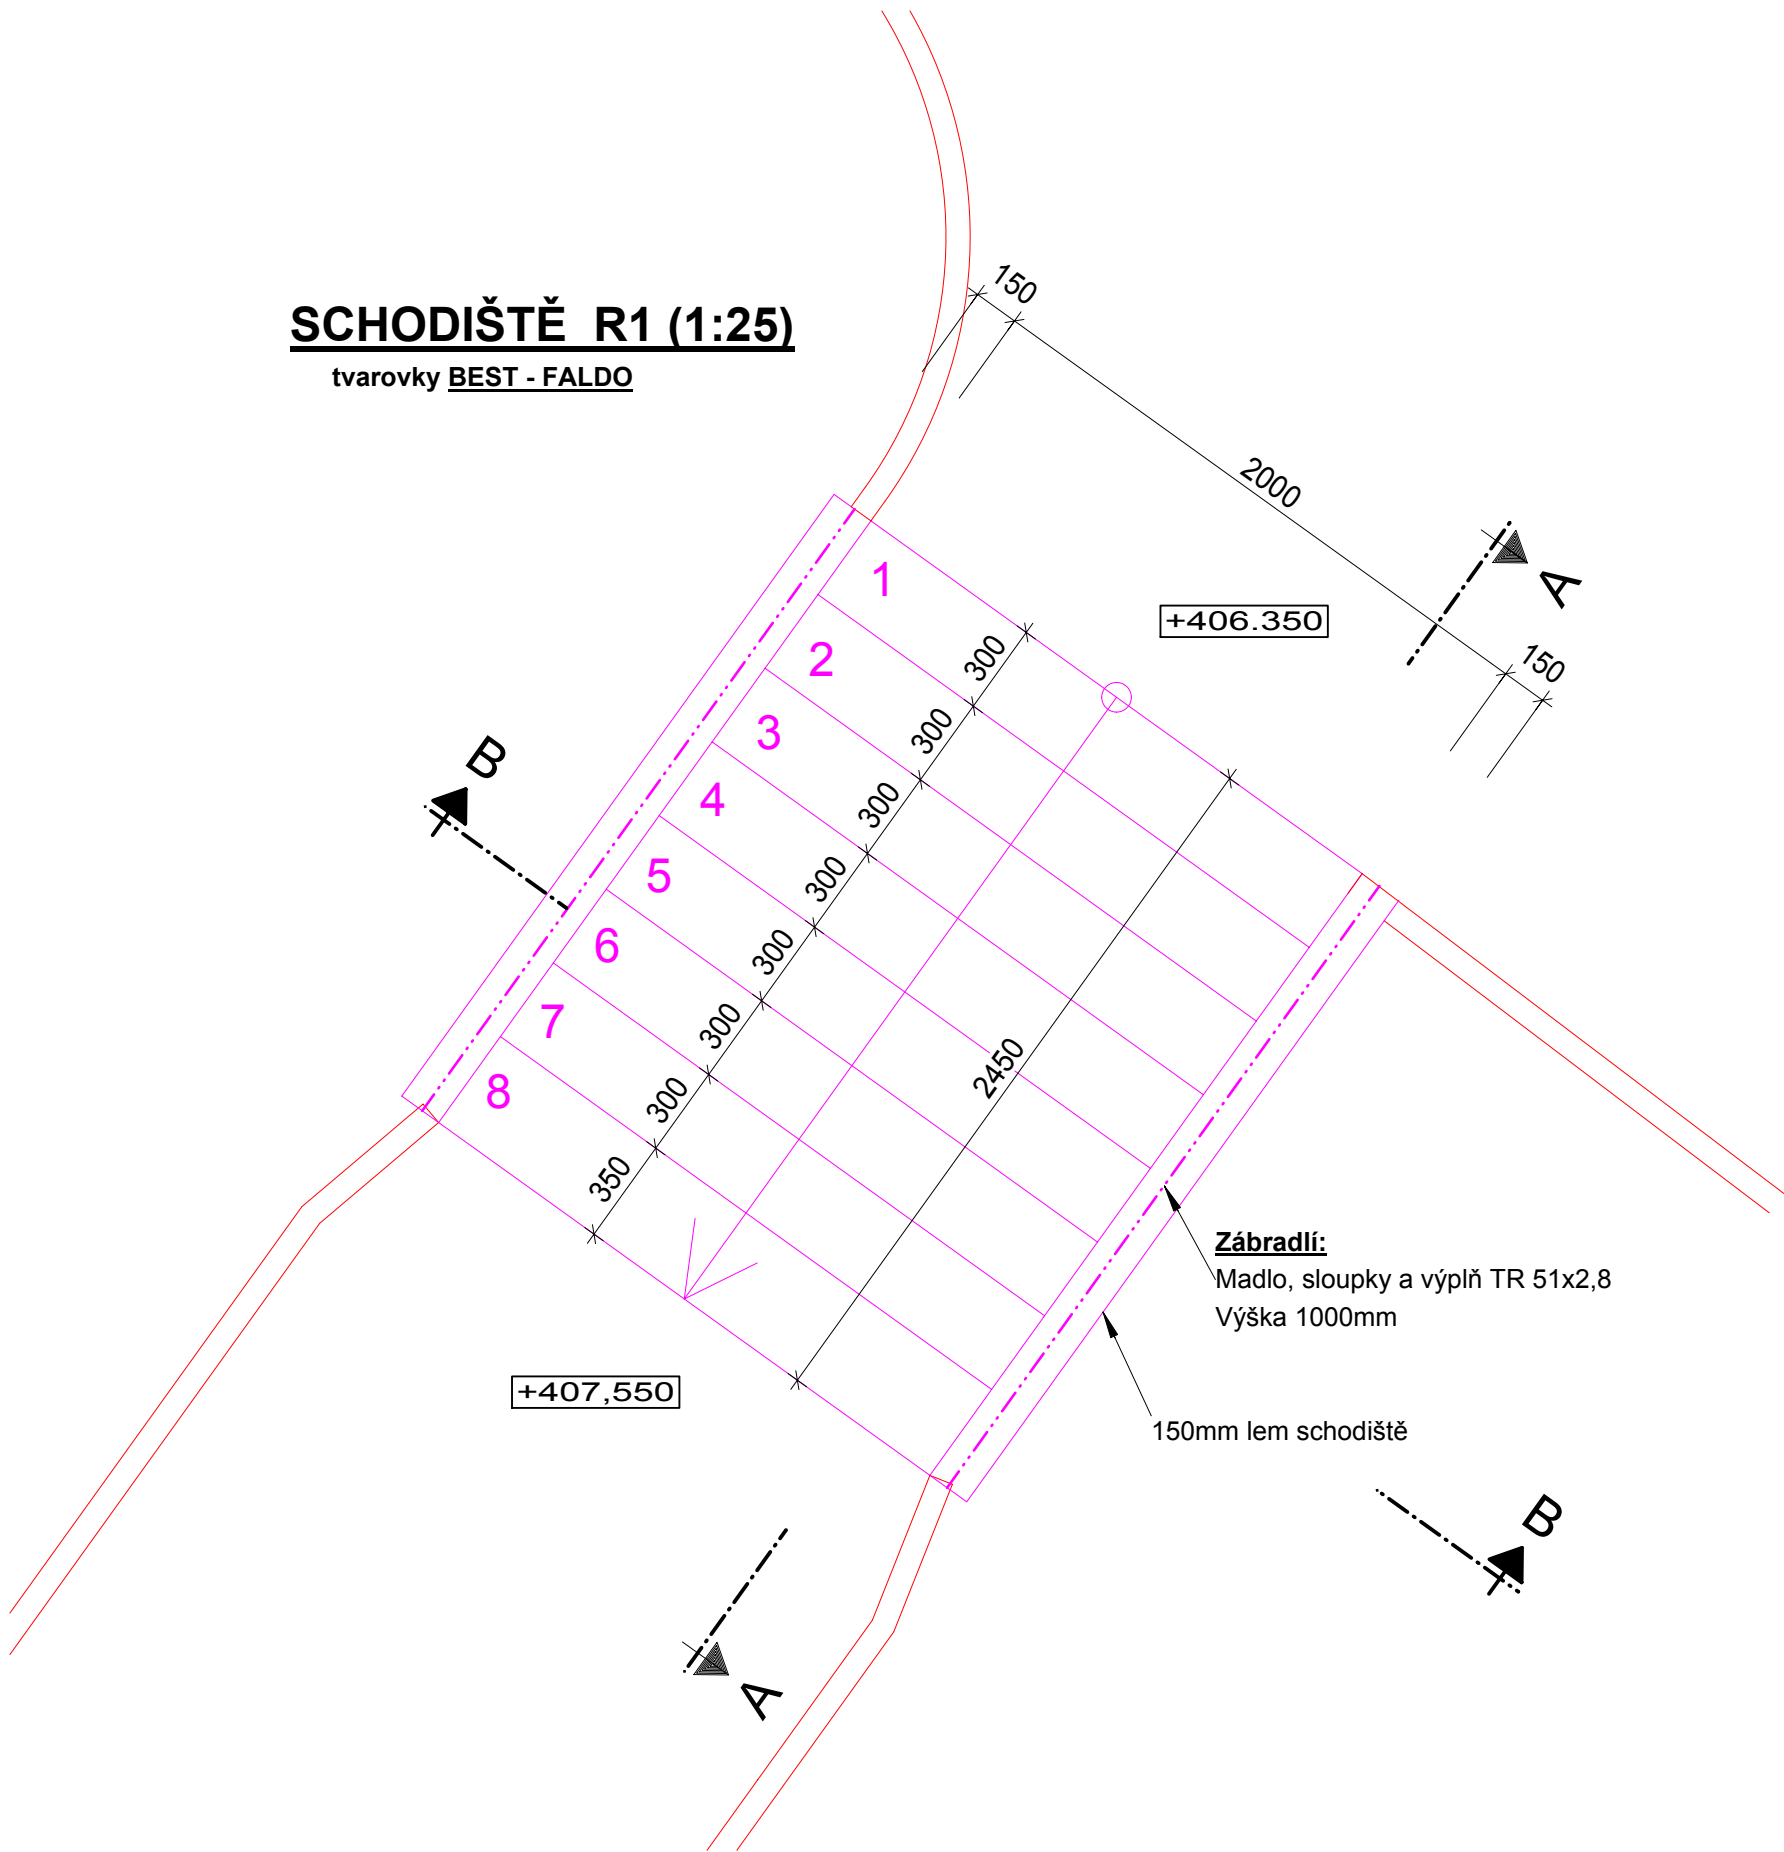 SCHODIŠTĚ R1 (1:25)
tvarovky BEST - FALDO
150
2000
150
A
+406.350
B
1
2
3
4
5
6
7
8
300
300
300
300
300
300
300
350
2450
Zábradlí:
Madlo, sloupky a výplň TR 51x2,8
Výška 1000mm
150mm lem schodiště
+407,550
B
A